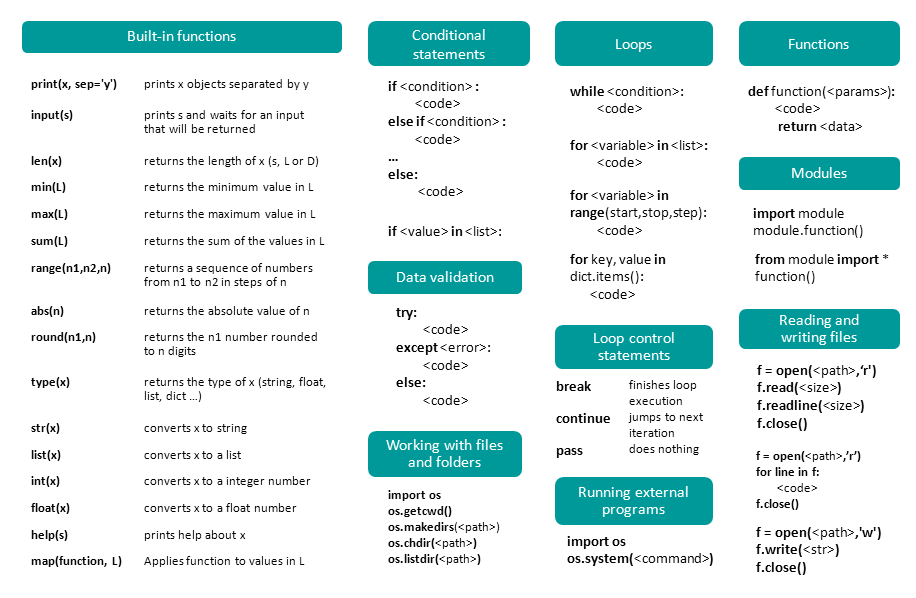 Built-in functions
print(x, sep='y') prints x objects separated by y
input(s) prints s and waits for an input
that will be returned
len(x) returns the length of x (s, L or D)
min(L) returns the minimum value in L
max(L) returns the maximum value in L
sum(L) returns the sum of the values in L
range(n1,n2,n) returns a sequence of numbers
from n1 to n2 in steps of n
abs(n) returns the absolute value of n
round(n1,n) returns the n1 number rounded
to n digits
type(x) returns the type of x (string, float,
list, dict …)
str(x) converts x to string
list(x) converts x to a list
int(x) converts x to a integer number
float(x) converts x to a float number
help(s) prints help about x
map(function, L) Applies function to values in L
Conditional
statements
if <condition> :
<code>
else if <condition> :
<code>
…
else:
<code>
if <value> in <list>:
Data validation
try:
<code>
except <error>:
<code>
else:
<code>
Working with files
and folders
import os
os.getcwd()
os.makedirs(<path>)
os.chdir(<path>)
os.listdir(<path>)
Loops
while <condition>:
<code>
for <variable> in <list>:
<code>
for <variable> in
range(start,stop,step):
<code>
for key, value in
dict.items():
<code>
Loop control
statements
break finishes loop
execution
continue jumps to next
iteration
pass does nothing
Running external
programs
import os
os.system(<command>)
Functions
def function(<params>):
<code>
return <data>
Modules
import module
module.function()
from module import *
function()
Reading and
writing files
f = open(<path>,‘r')
f.read(<size>)
f.readline(<size>)
f.close()
f = open(<path>,’r’)
for line in f:
<code>
f.close()
f = open(<path>,'w')
f.write(<str>)
f.close()